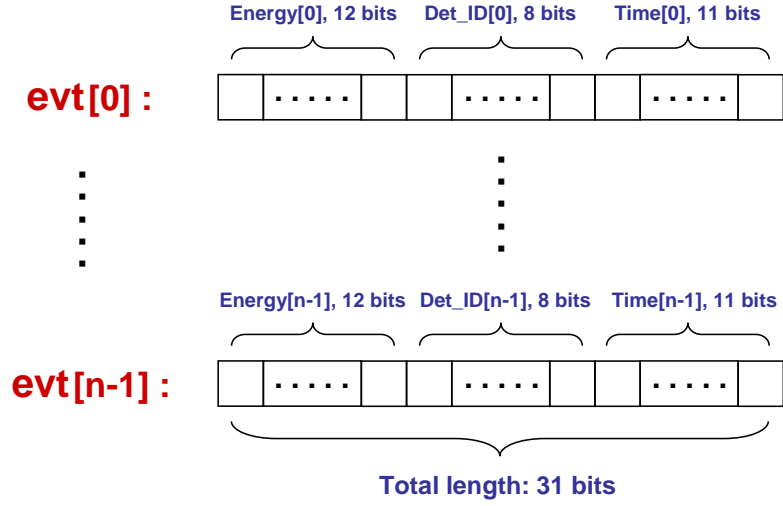 Energy[0], 12 bits Det_ID[0], 8 bits Time[0], 11 bits
evt[0] : ..... ..... .....
Energy[n-1], 12 bits Det_ID[n-1], 8 bits Time[n-1], 11 bits
evt[n-1] : ..... ..... .....
Total length: 31 bits